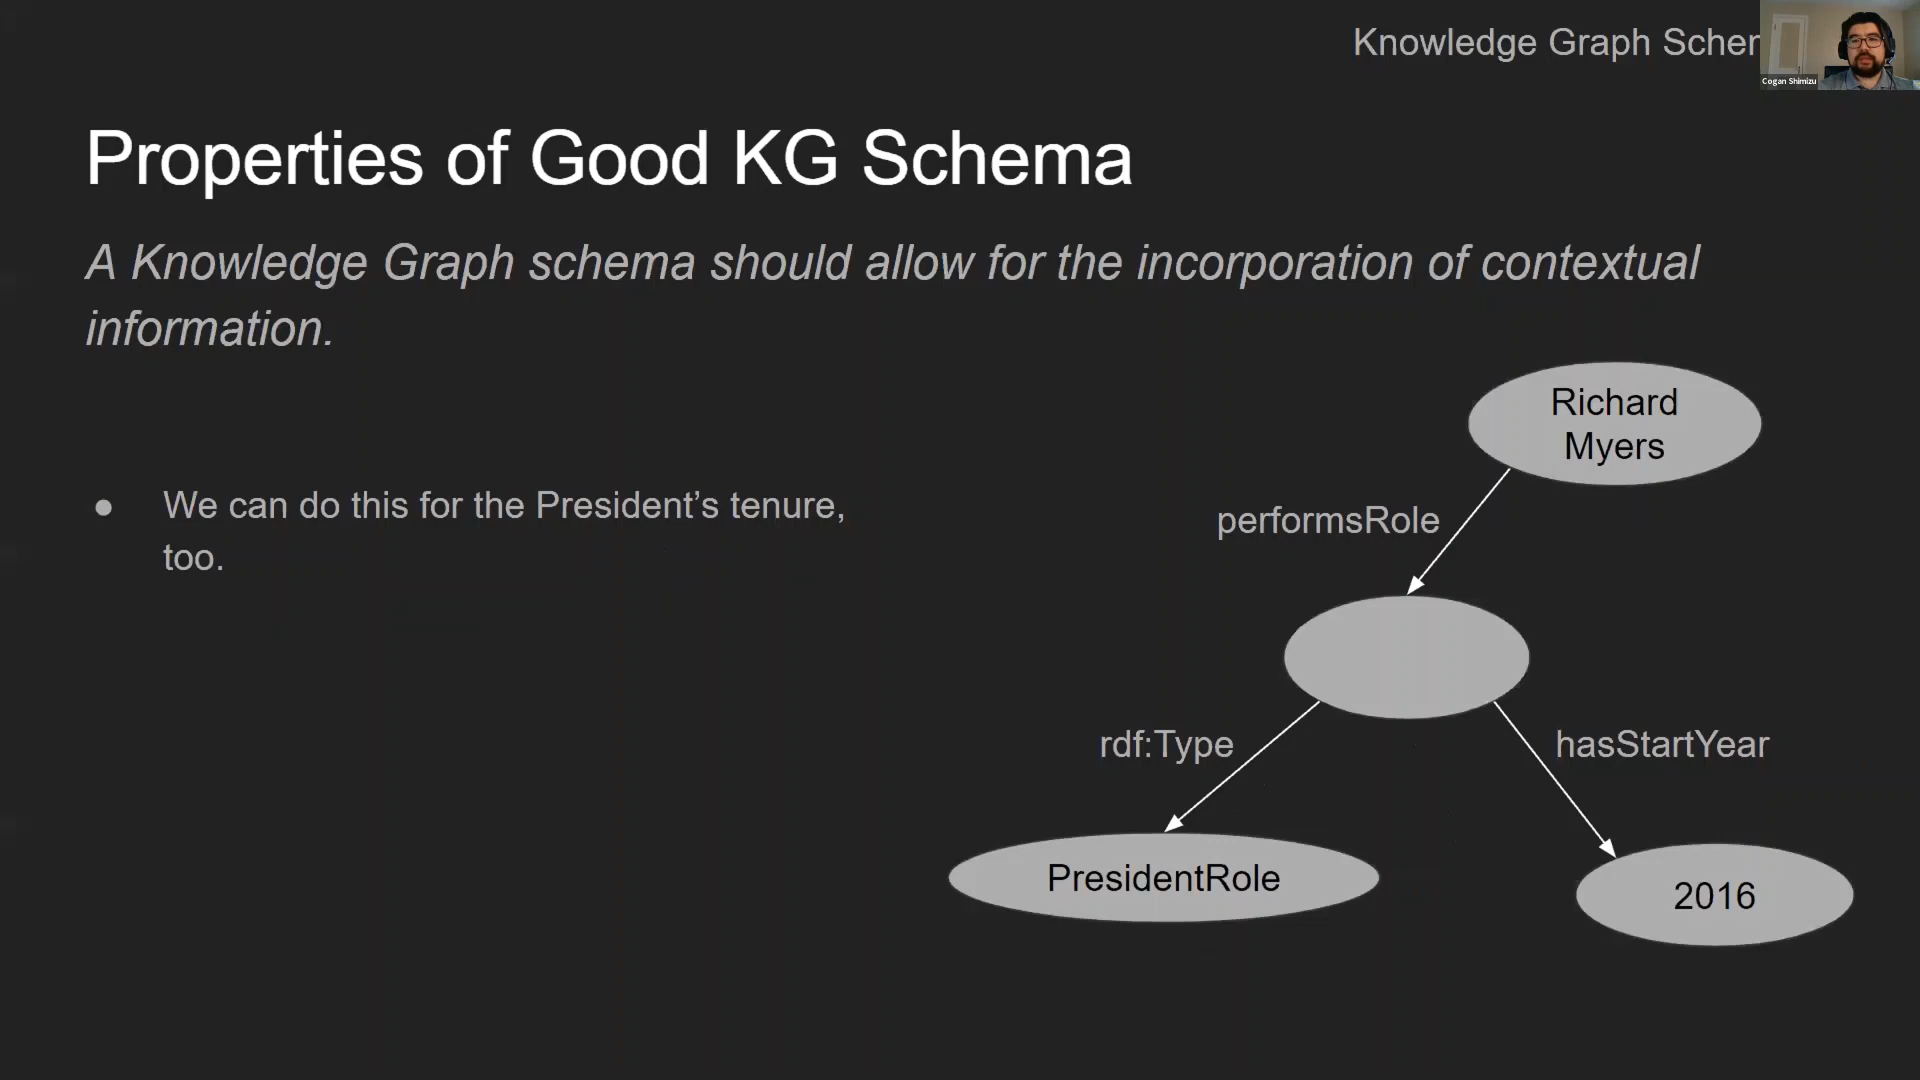 Knowledge Graph Schem
Cogan Shimizu
Properties of Good KG Schema
A Knowledge Graph schema should allow for the incorporation of contextual
information.
● We can do this for the President’s tenure,
too.
Richard
Myers
performsRole
rdf:Type
hasStartYear
PresidentRole
2016